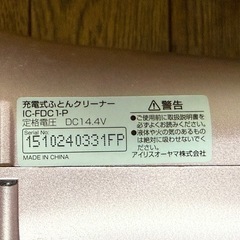 充電式ふとんクリーナー
IC-FDC1-P
定格電圧 DC14.4V
Serial No.
1510240331FP
MADE IN CHINA
⚠警告
●ご使用前に取扱説明書を
必ずよくお読みください。
●液体や火の気のあるものは
絶対に吸わせないでください
アイリスオーヤマ株式会社